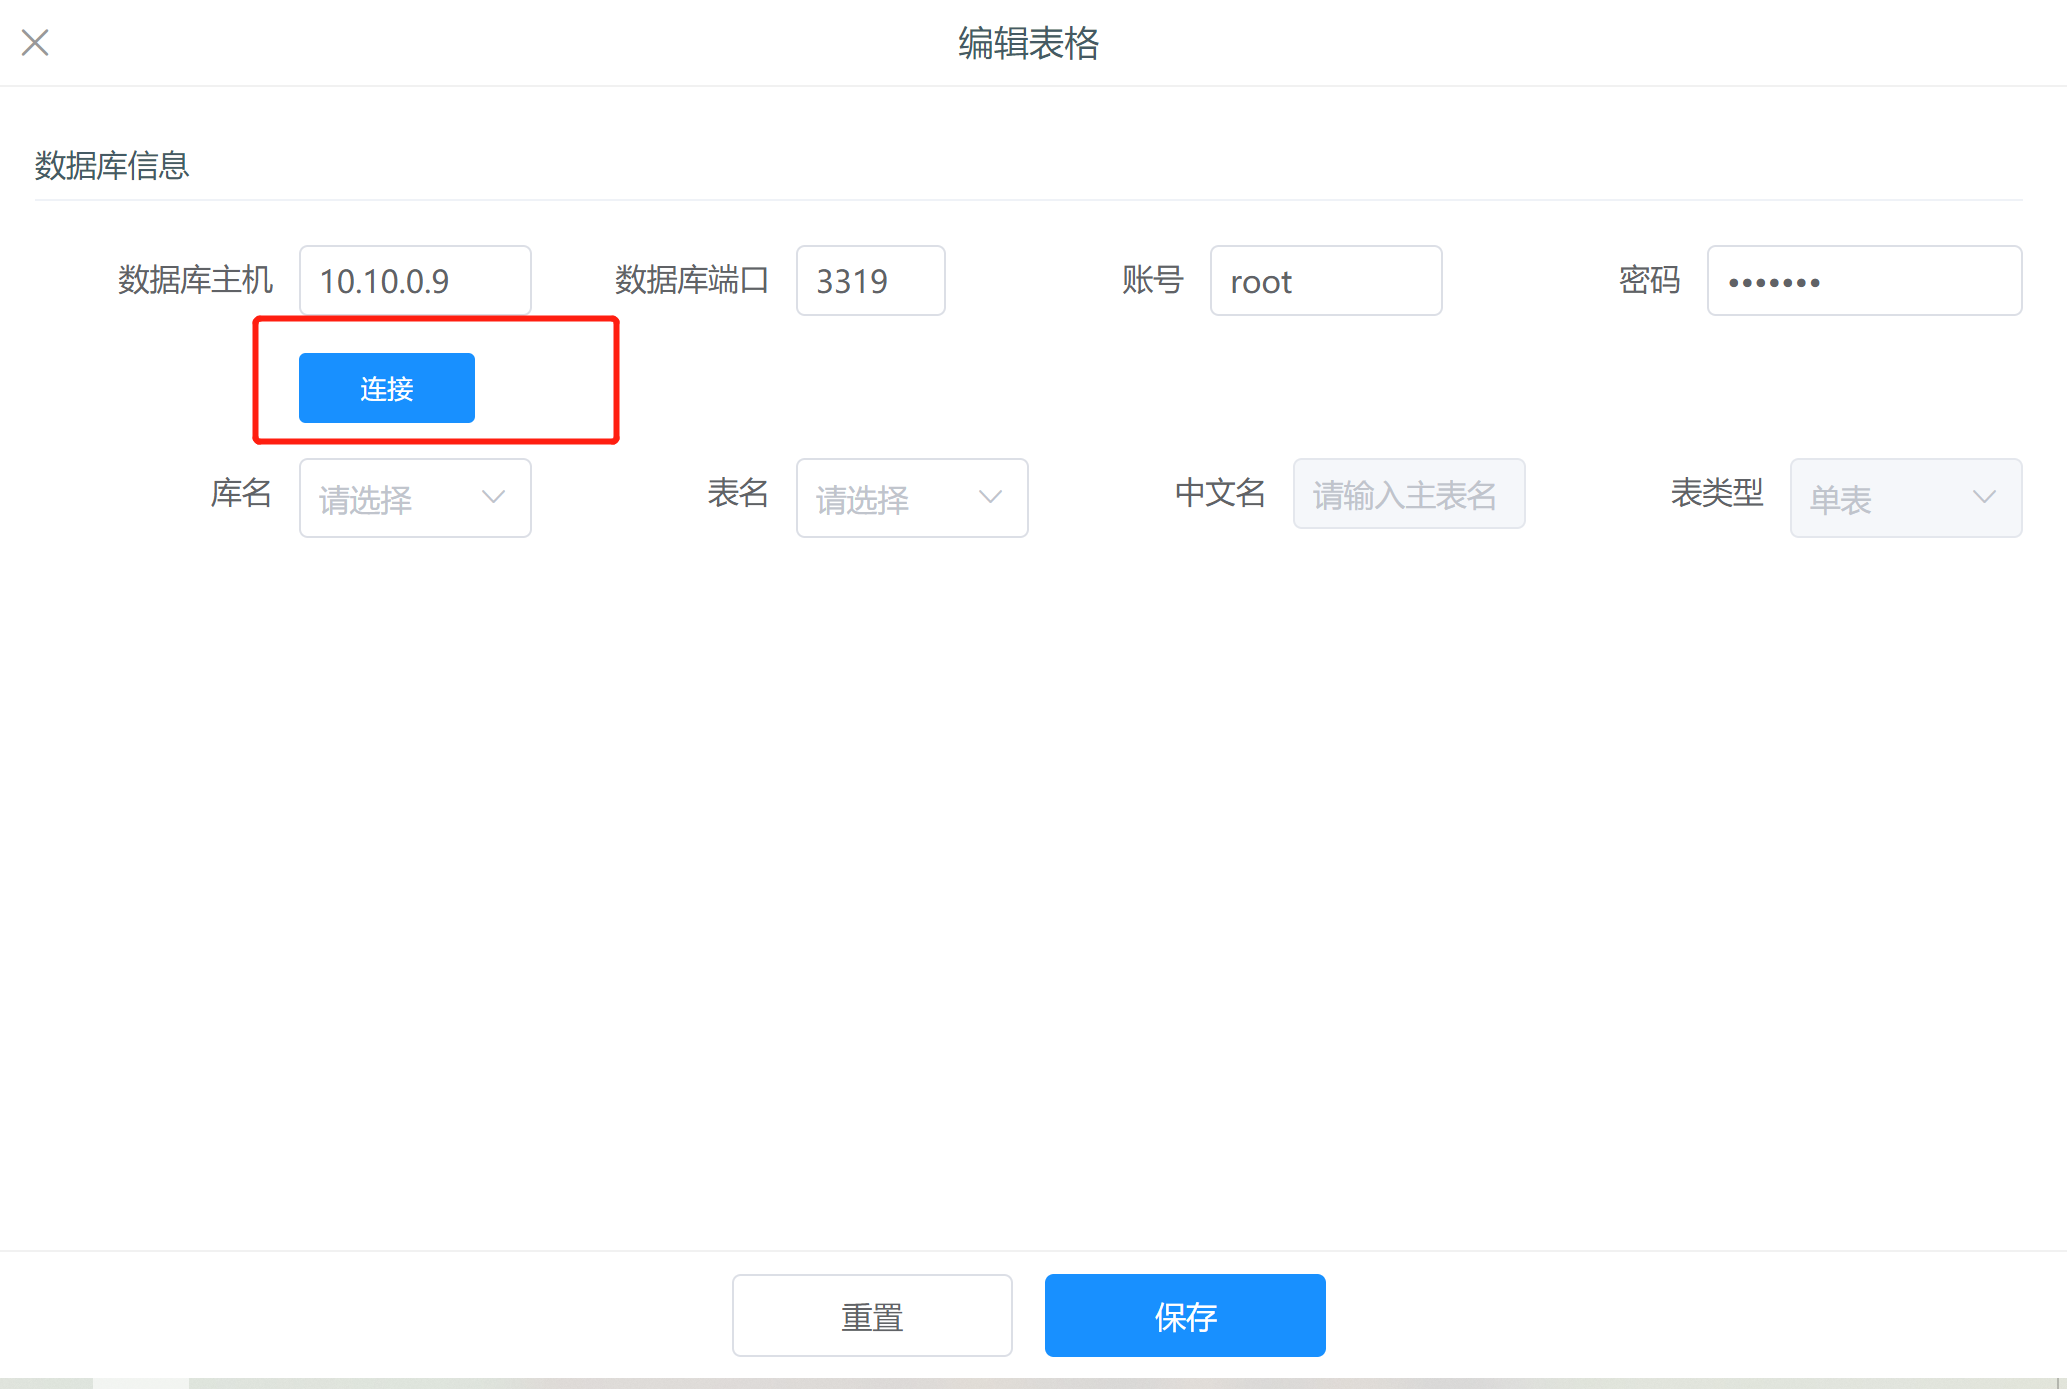 编辑表格
数据库信息
数据库主机 10.10.0.9 数据库端口 3319 账号 root 密码 •••••••
连接
库名 请选择 表名 请选择 中文名 请输入主表名 表类型 单表
重置 保存